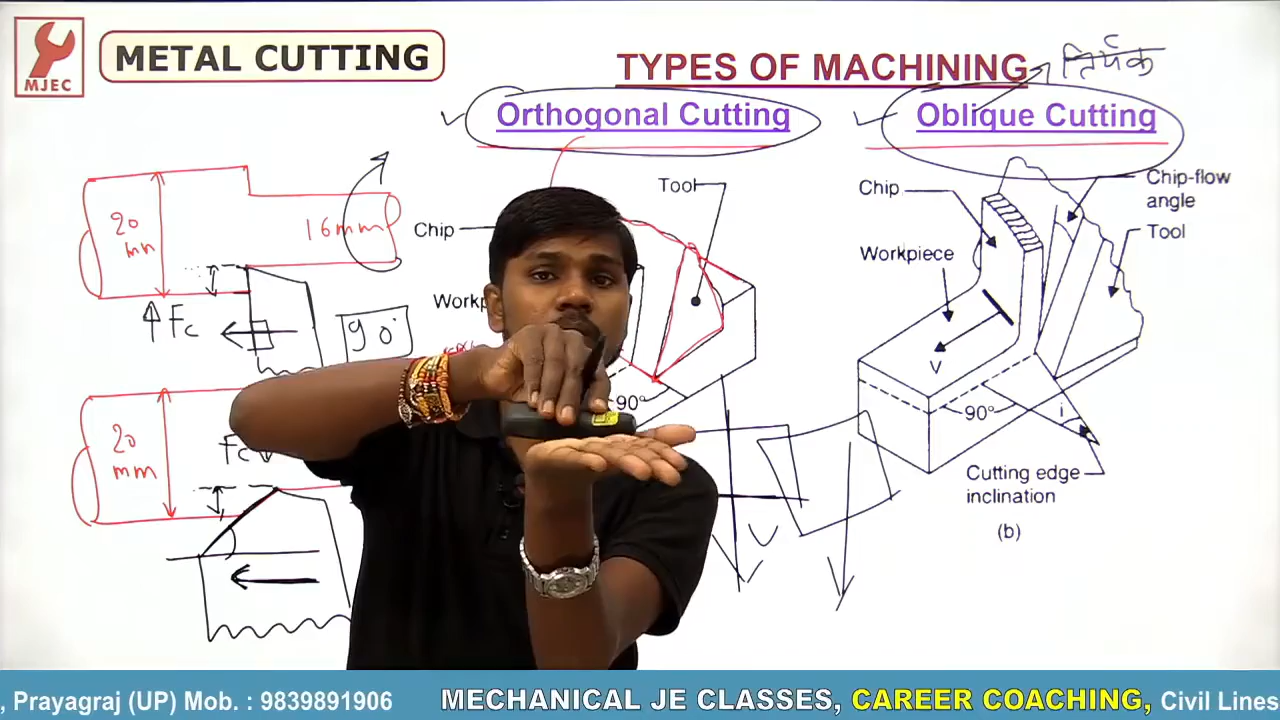 MJEC
METAL CUTTING
TYPES OF MACHINING
तिर्यक
Orthogonal Cutting
Oblique Cutting
20
mm
16mm
Fc
90°
20
mm
Fc
Tool
Chip
90°
V
Chip
Chip-flow
angle
Tool
Workpiece
V
90°
i
Cutting edge
inclination
(b)
, Prayagraj (UP) Mob. : 9839891906 MECHANICAL JE CLASSES, CAREER COACHING, Civil Lines